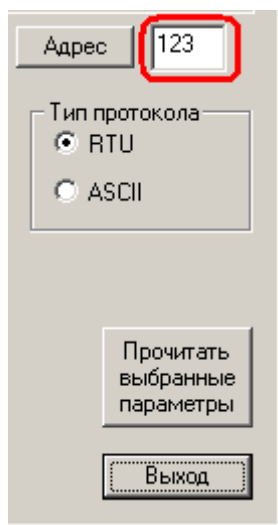 Адрес 123
Тип протокола
RTU
ASCII
Прочитать
выбранные
параметры
Выход